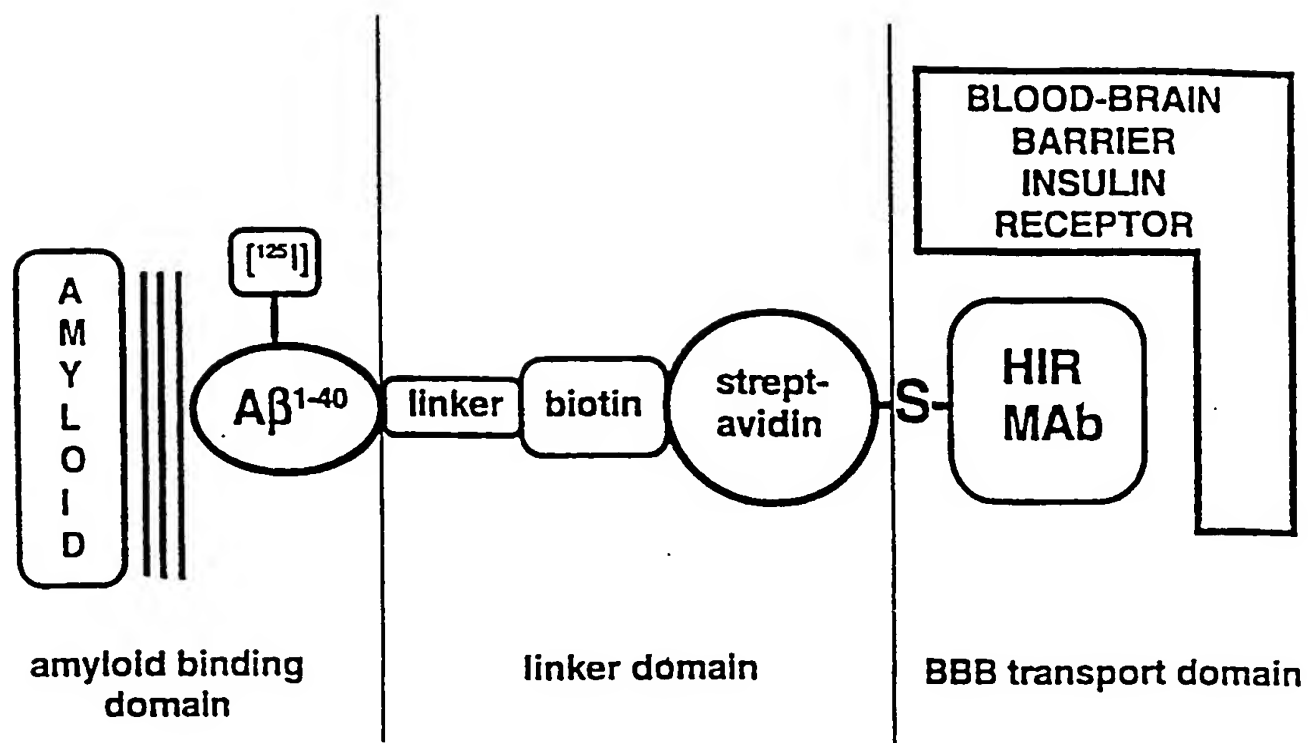 BLOOD-BRAIN
BARRIER
INSULIN
RECEPTOR
[¹²⁵I]
A
M
Y
L
O
I
D
Aβ¹⁻⁴⁰
linker
biotin
strept-
avidin
-S-
HIR
MAb
amyloid binding
domain
linker domain
BBB transport domain